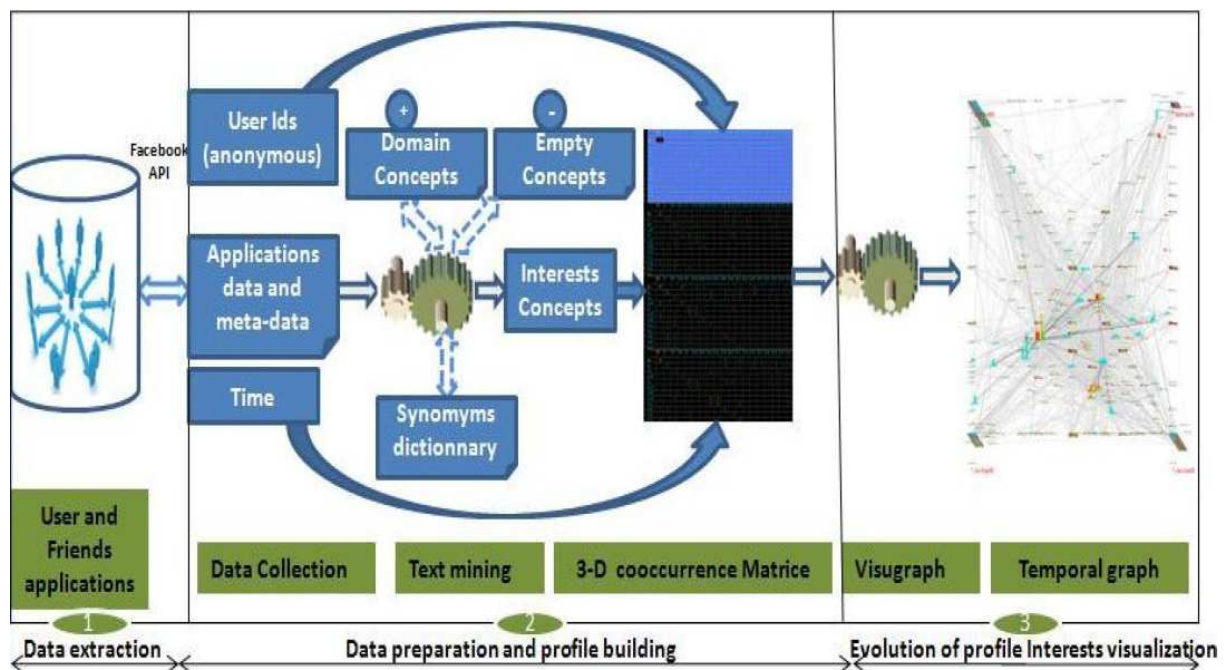 Facebook
API
User Ids
(anonymous)
+
Domain
Concepts
-
Empty
Concepts
Applications
data and
meta-data
Interests
Concepts
Time
Synomyms
dictionnary
User and
Friends
applications
Data Collection
Text mining
3-D cooccurrence Matrice
Visugraph
Temporal graph
1
2
3
Data extraction
Data preparation and profile building
Evolution of profile Interests visualization